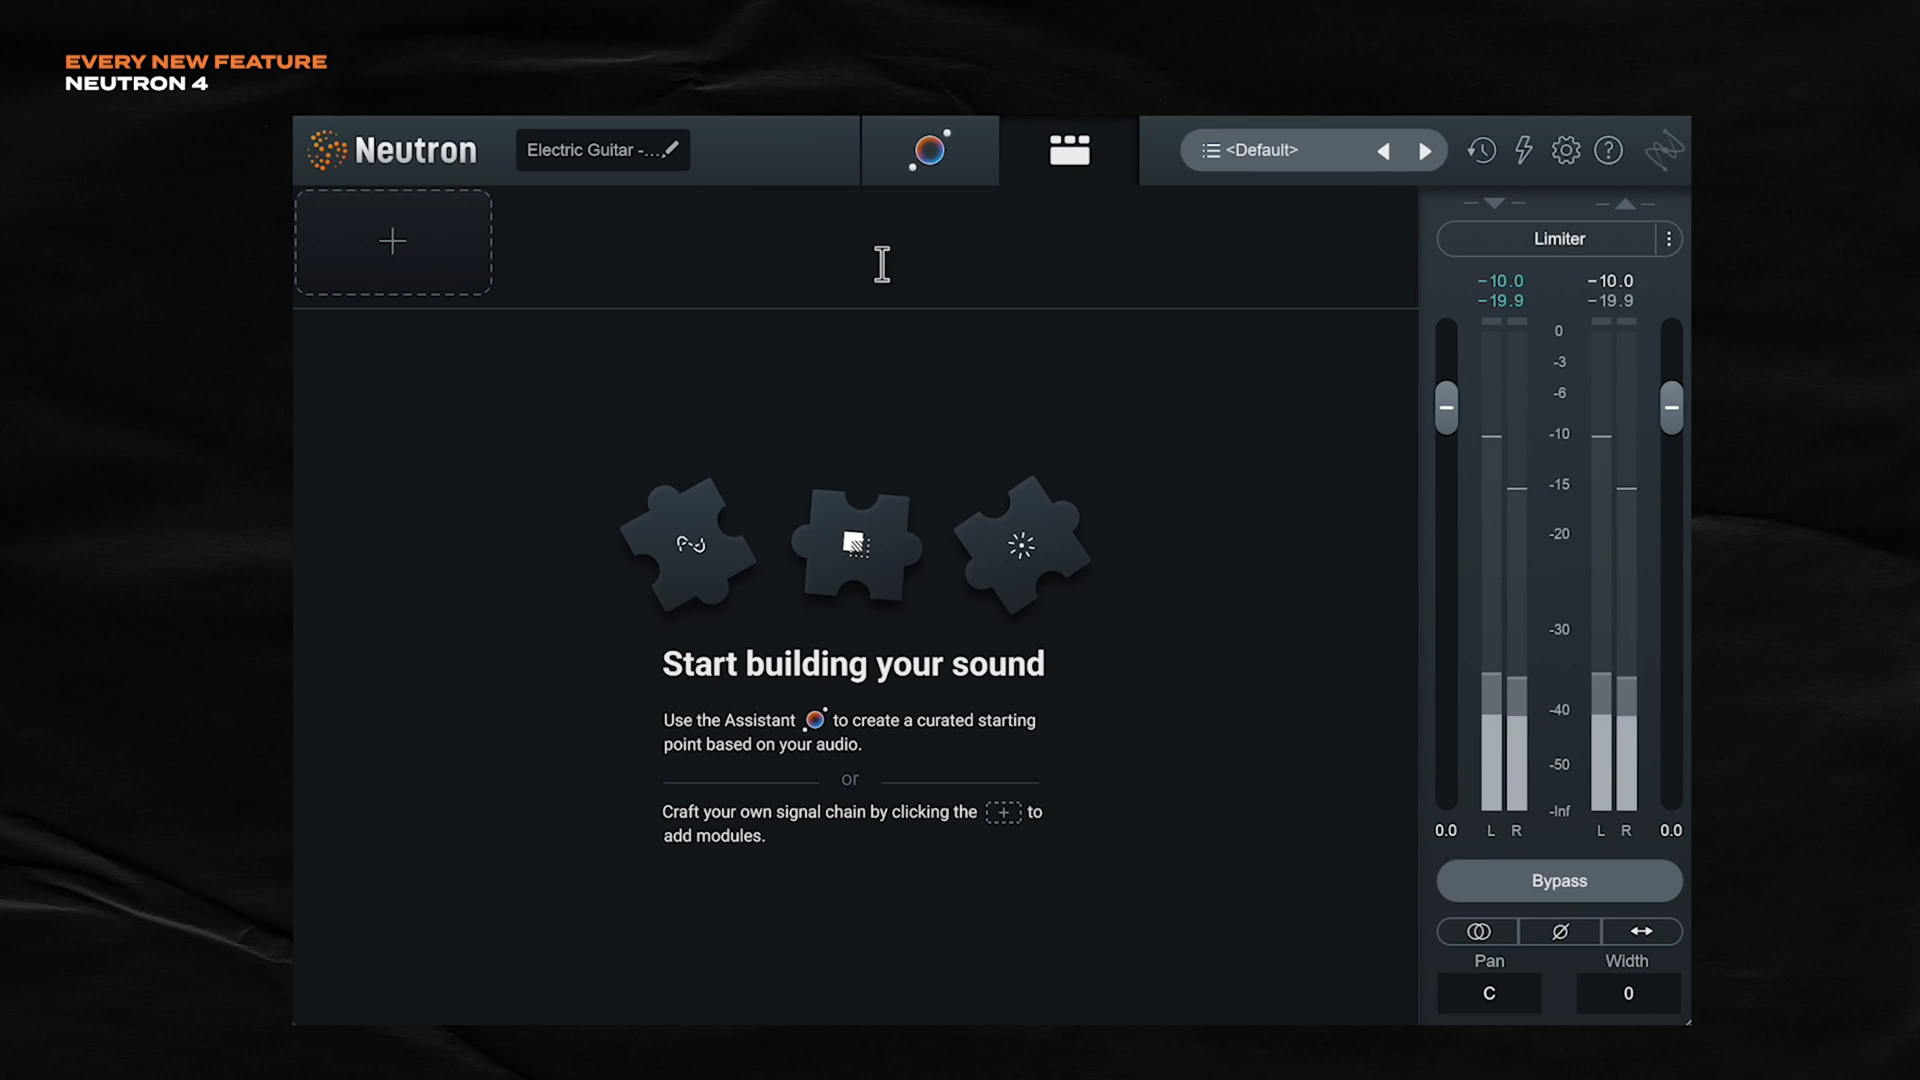 EVERY NEW FEATURE
NEUTRON 4
Neutron
Electric Guitar -...
<Default>
Limiter
-10.0
-19.9
-10.0
-19.9
0
-3
-6
-10
-15
-20
-30
-40
-50
-Inf
0.0 L R L R 0.0
Start building your sound
Use the Assistant to create a curated starting
point based on your audio.
or
Craft your own signal chain by clicking the + to
add modules.
Bypass
Pan Width
C 0